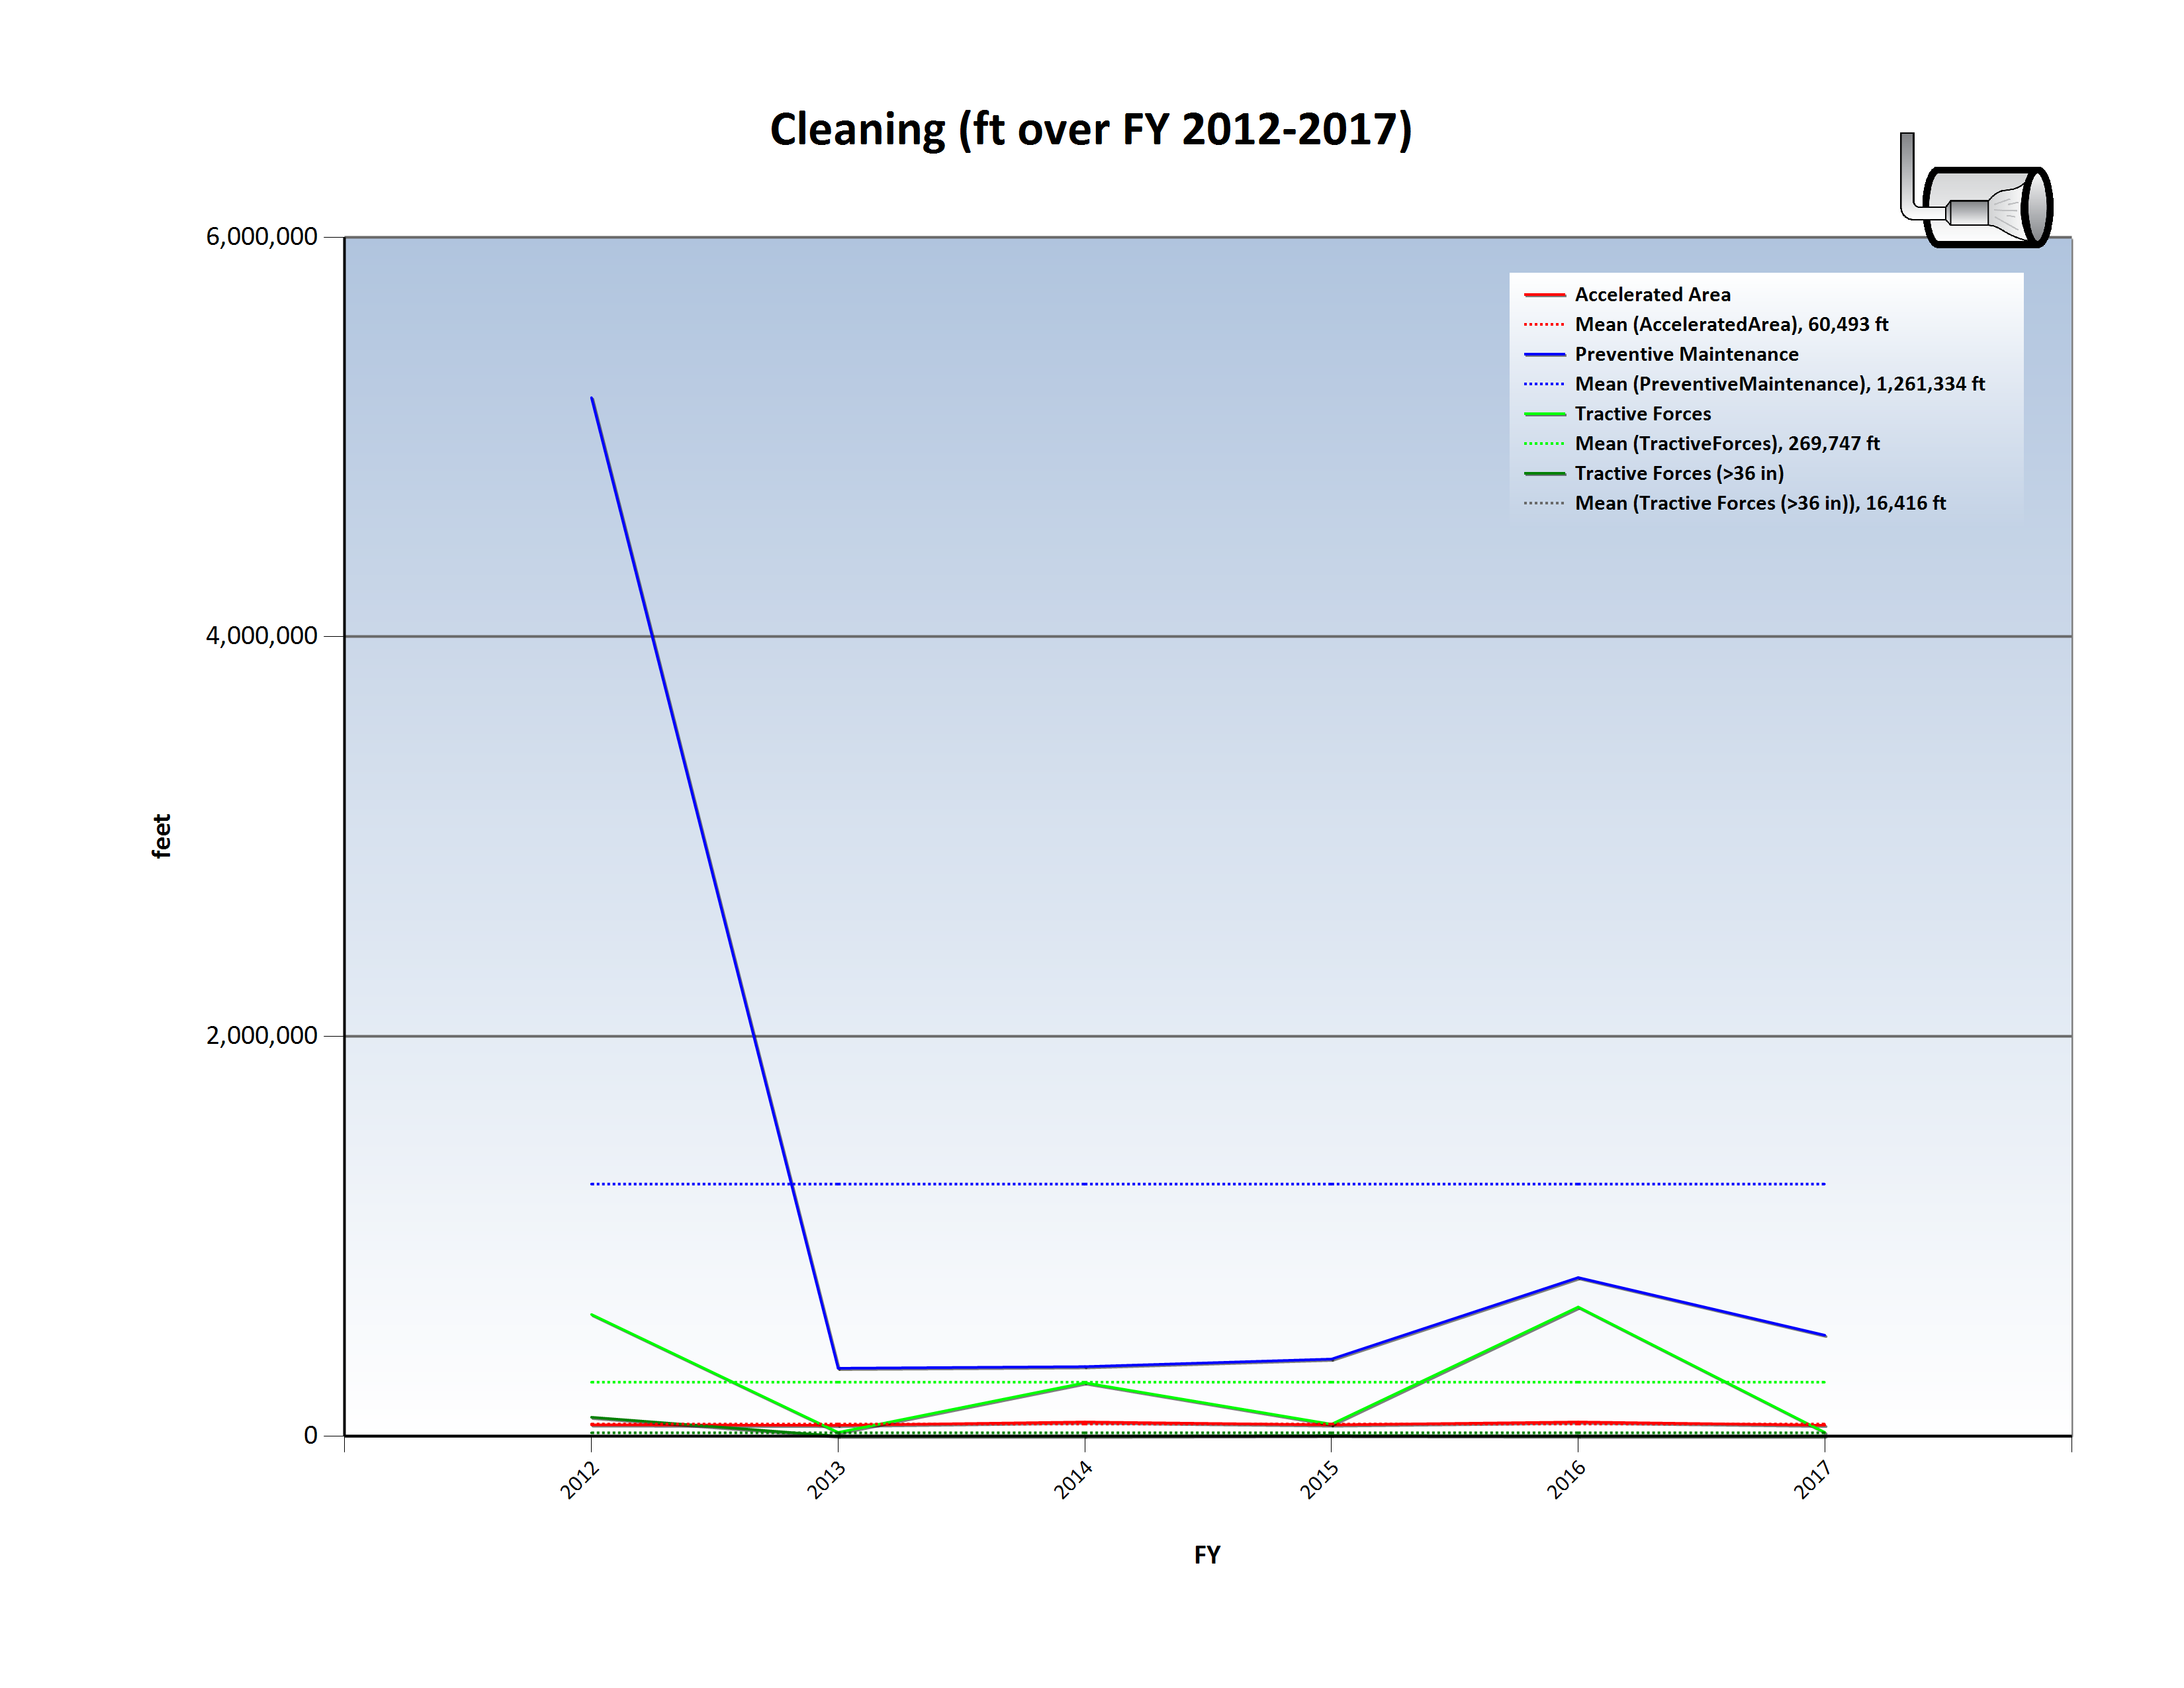 Cleaning (ft over FY 2012-2017)
6,000,000
Accelerated Area
Mean (AcceleratedArea), 60,493 ft
Preventive Maintenance
Mean (PreventiveMaintenance), 1,261,334 ft
Tractive Forces
Mean (TractiveForces), 269,747 ft
Tractive Forces (>36 in)
Mean (Tractive Forces (>36 in)), 16,416 ft
4,000,000
feet
2,000,000
0
2012
2013
2014
2015
2016
2017
FY